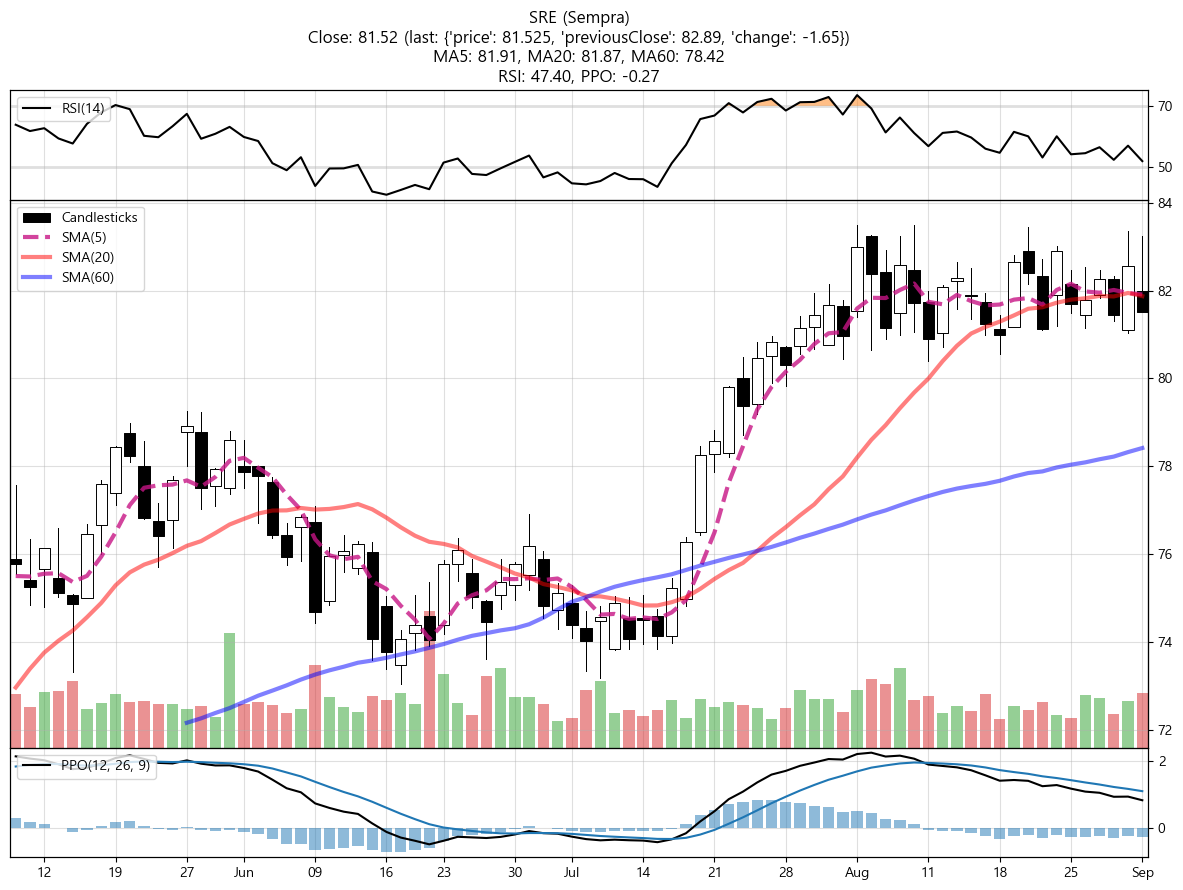 SRE (Sempra)
Close: 81.52 (last: {'price': 81.525, 'previousClose': 82.89, 'change': -1.65})
MA5: 81.91, MA20: 81.87, MA60: 78.42
RSI: 47.40, PPO: -0.27
RSI(14)
70
50
Candlesticks
SMA(5)
SMA(20)
SMA(60)
84
82
80
78
76
74
72
PPO(12, 26, 9)
2
0
12 19 27 Jun 09 16 23 30 Jul 07 14 21 28 Aug 11 18 25 Sep